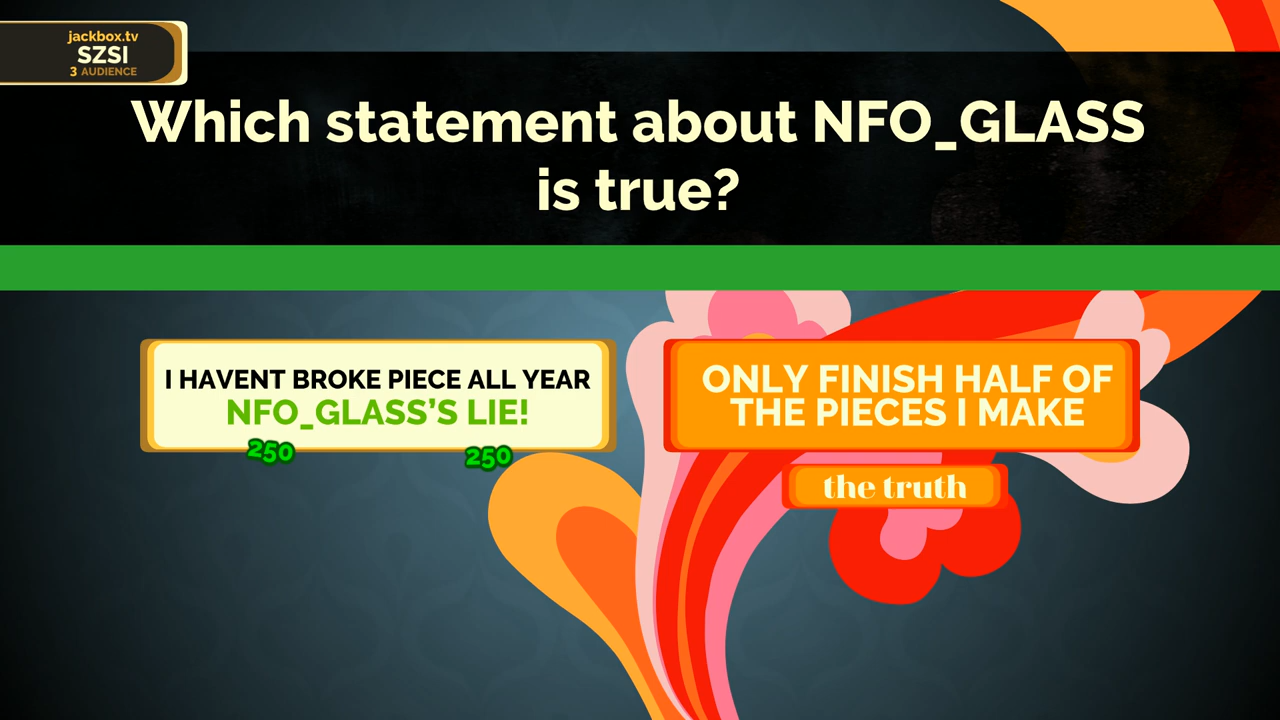 jackbox.tv
SZSI
3 AUDIENCE
Which statement about NFO_GLASS
is true?
I HAVENT BROKE PIECE ALL YEAR
NFO_GLASS'S LIE!
250
250
ONLY FINISH HALF OF
THE PIECES I MAKE
the truth